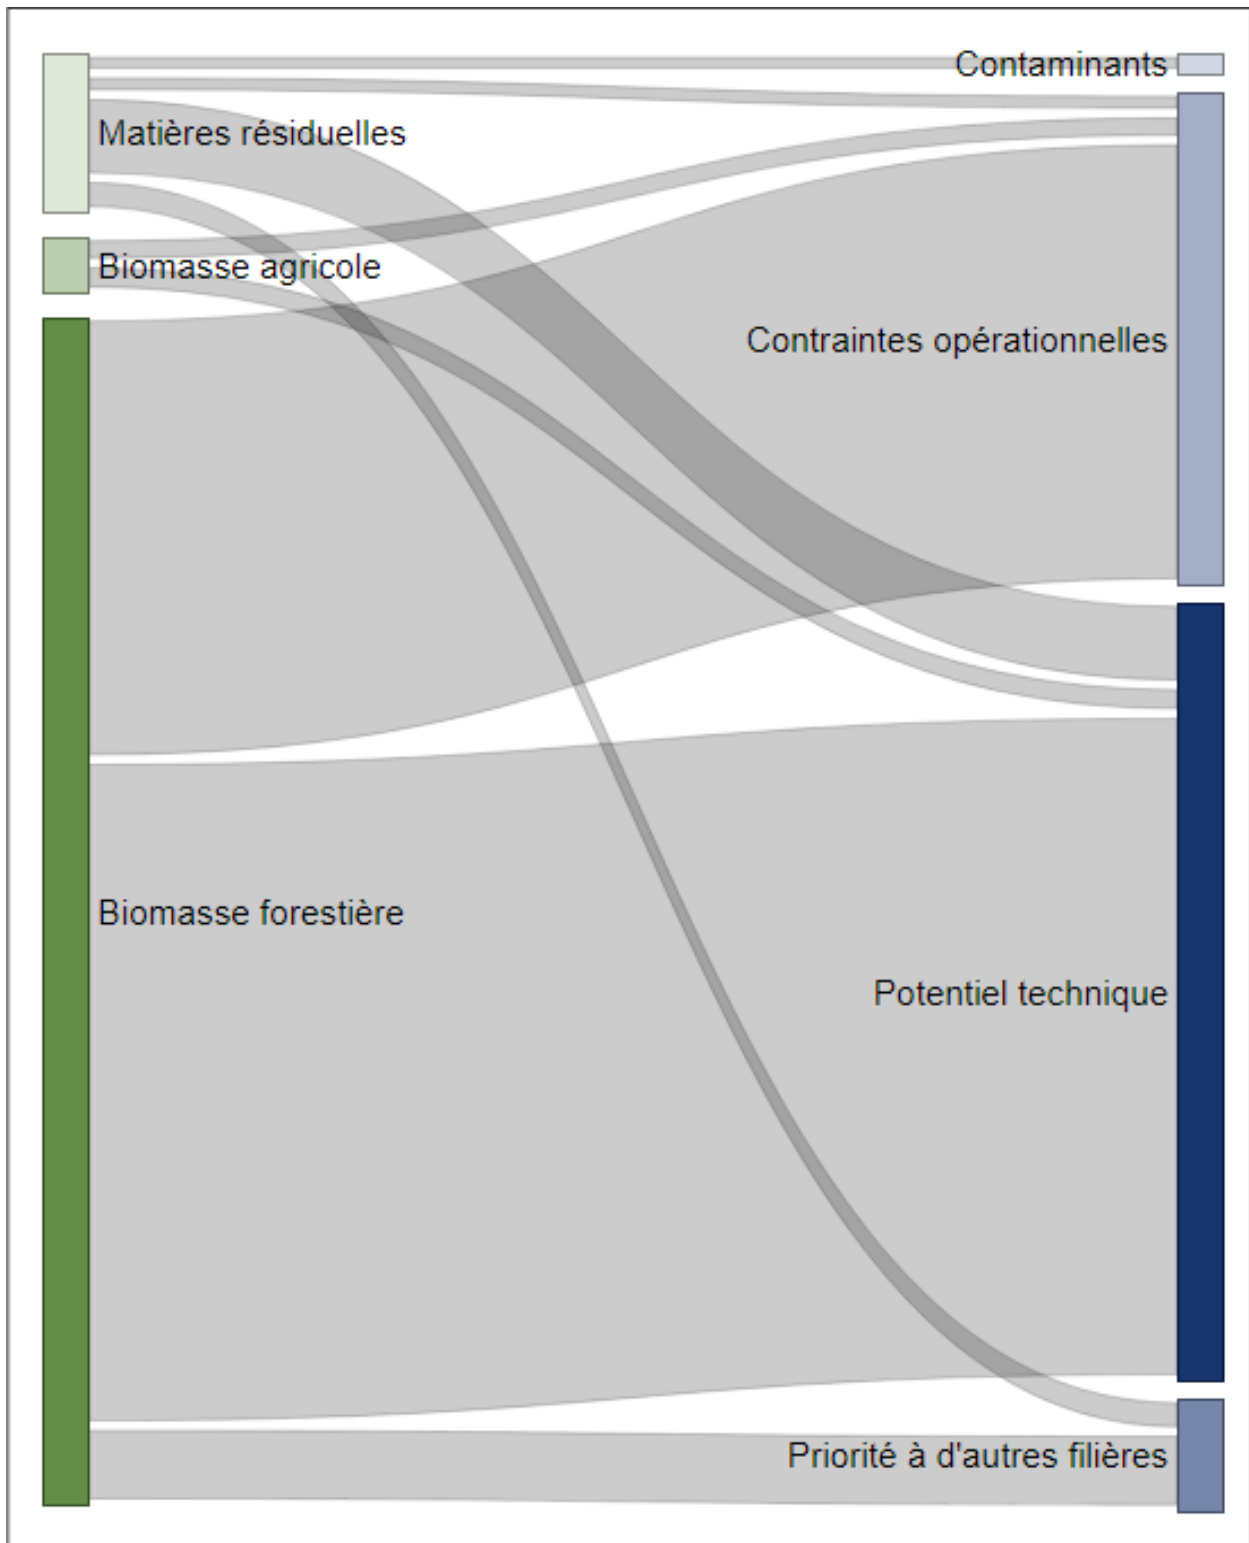 Contaminants
Matières résiduelles
Biomasse agricole
Contraintes opérationnelles
Biomasse forestière
Potentiel technique
Priorité à d'autres filières